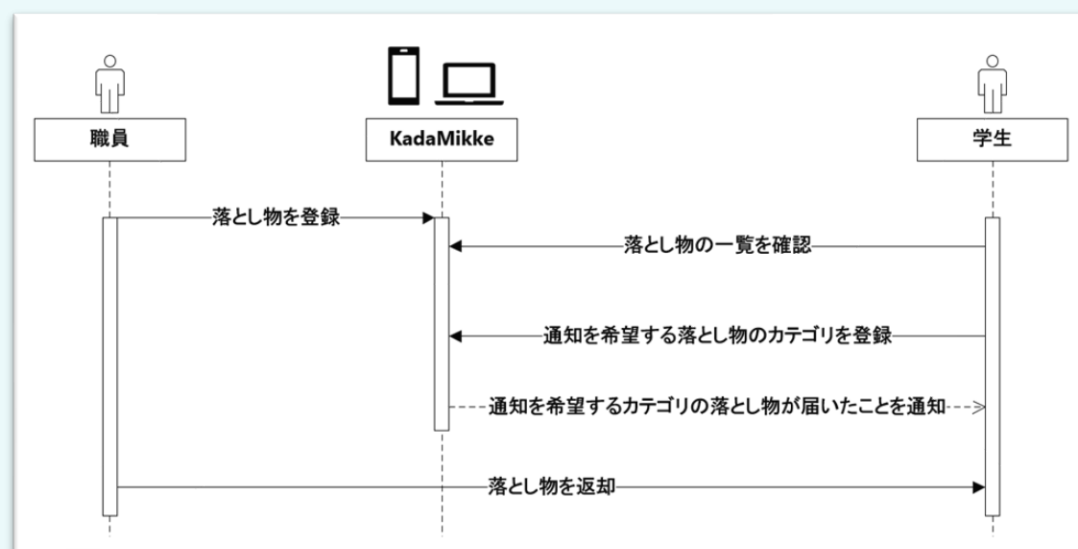 職員
KadaMikke
学生
落とし物を登録
落とし物の一覧を確認
通知を希望する落とし物のカテゴリを登録
通知を希望するカテゴリの落とし物が届いたことを通知
落とし物を返却